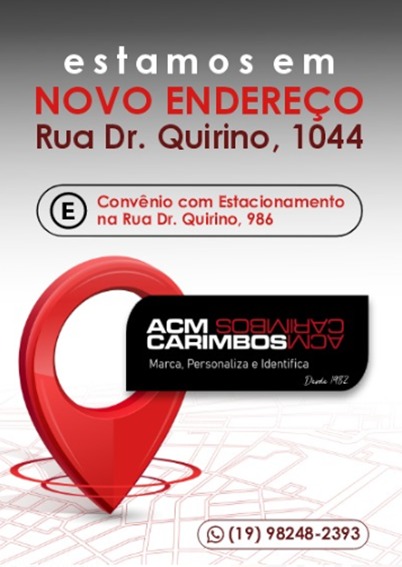 estamos em
NOVO ENDEREÇO
Rua Dr. Quirino, 1044
E
Convênio com Estacionamento
na Rua Dr. Quirino, 986
ACM CARIMBOS
CARIMBOS ACM
Marca, Personaliza e Identifica
Desde 1982
(19) 98248-2393